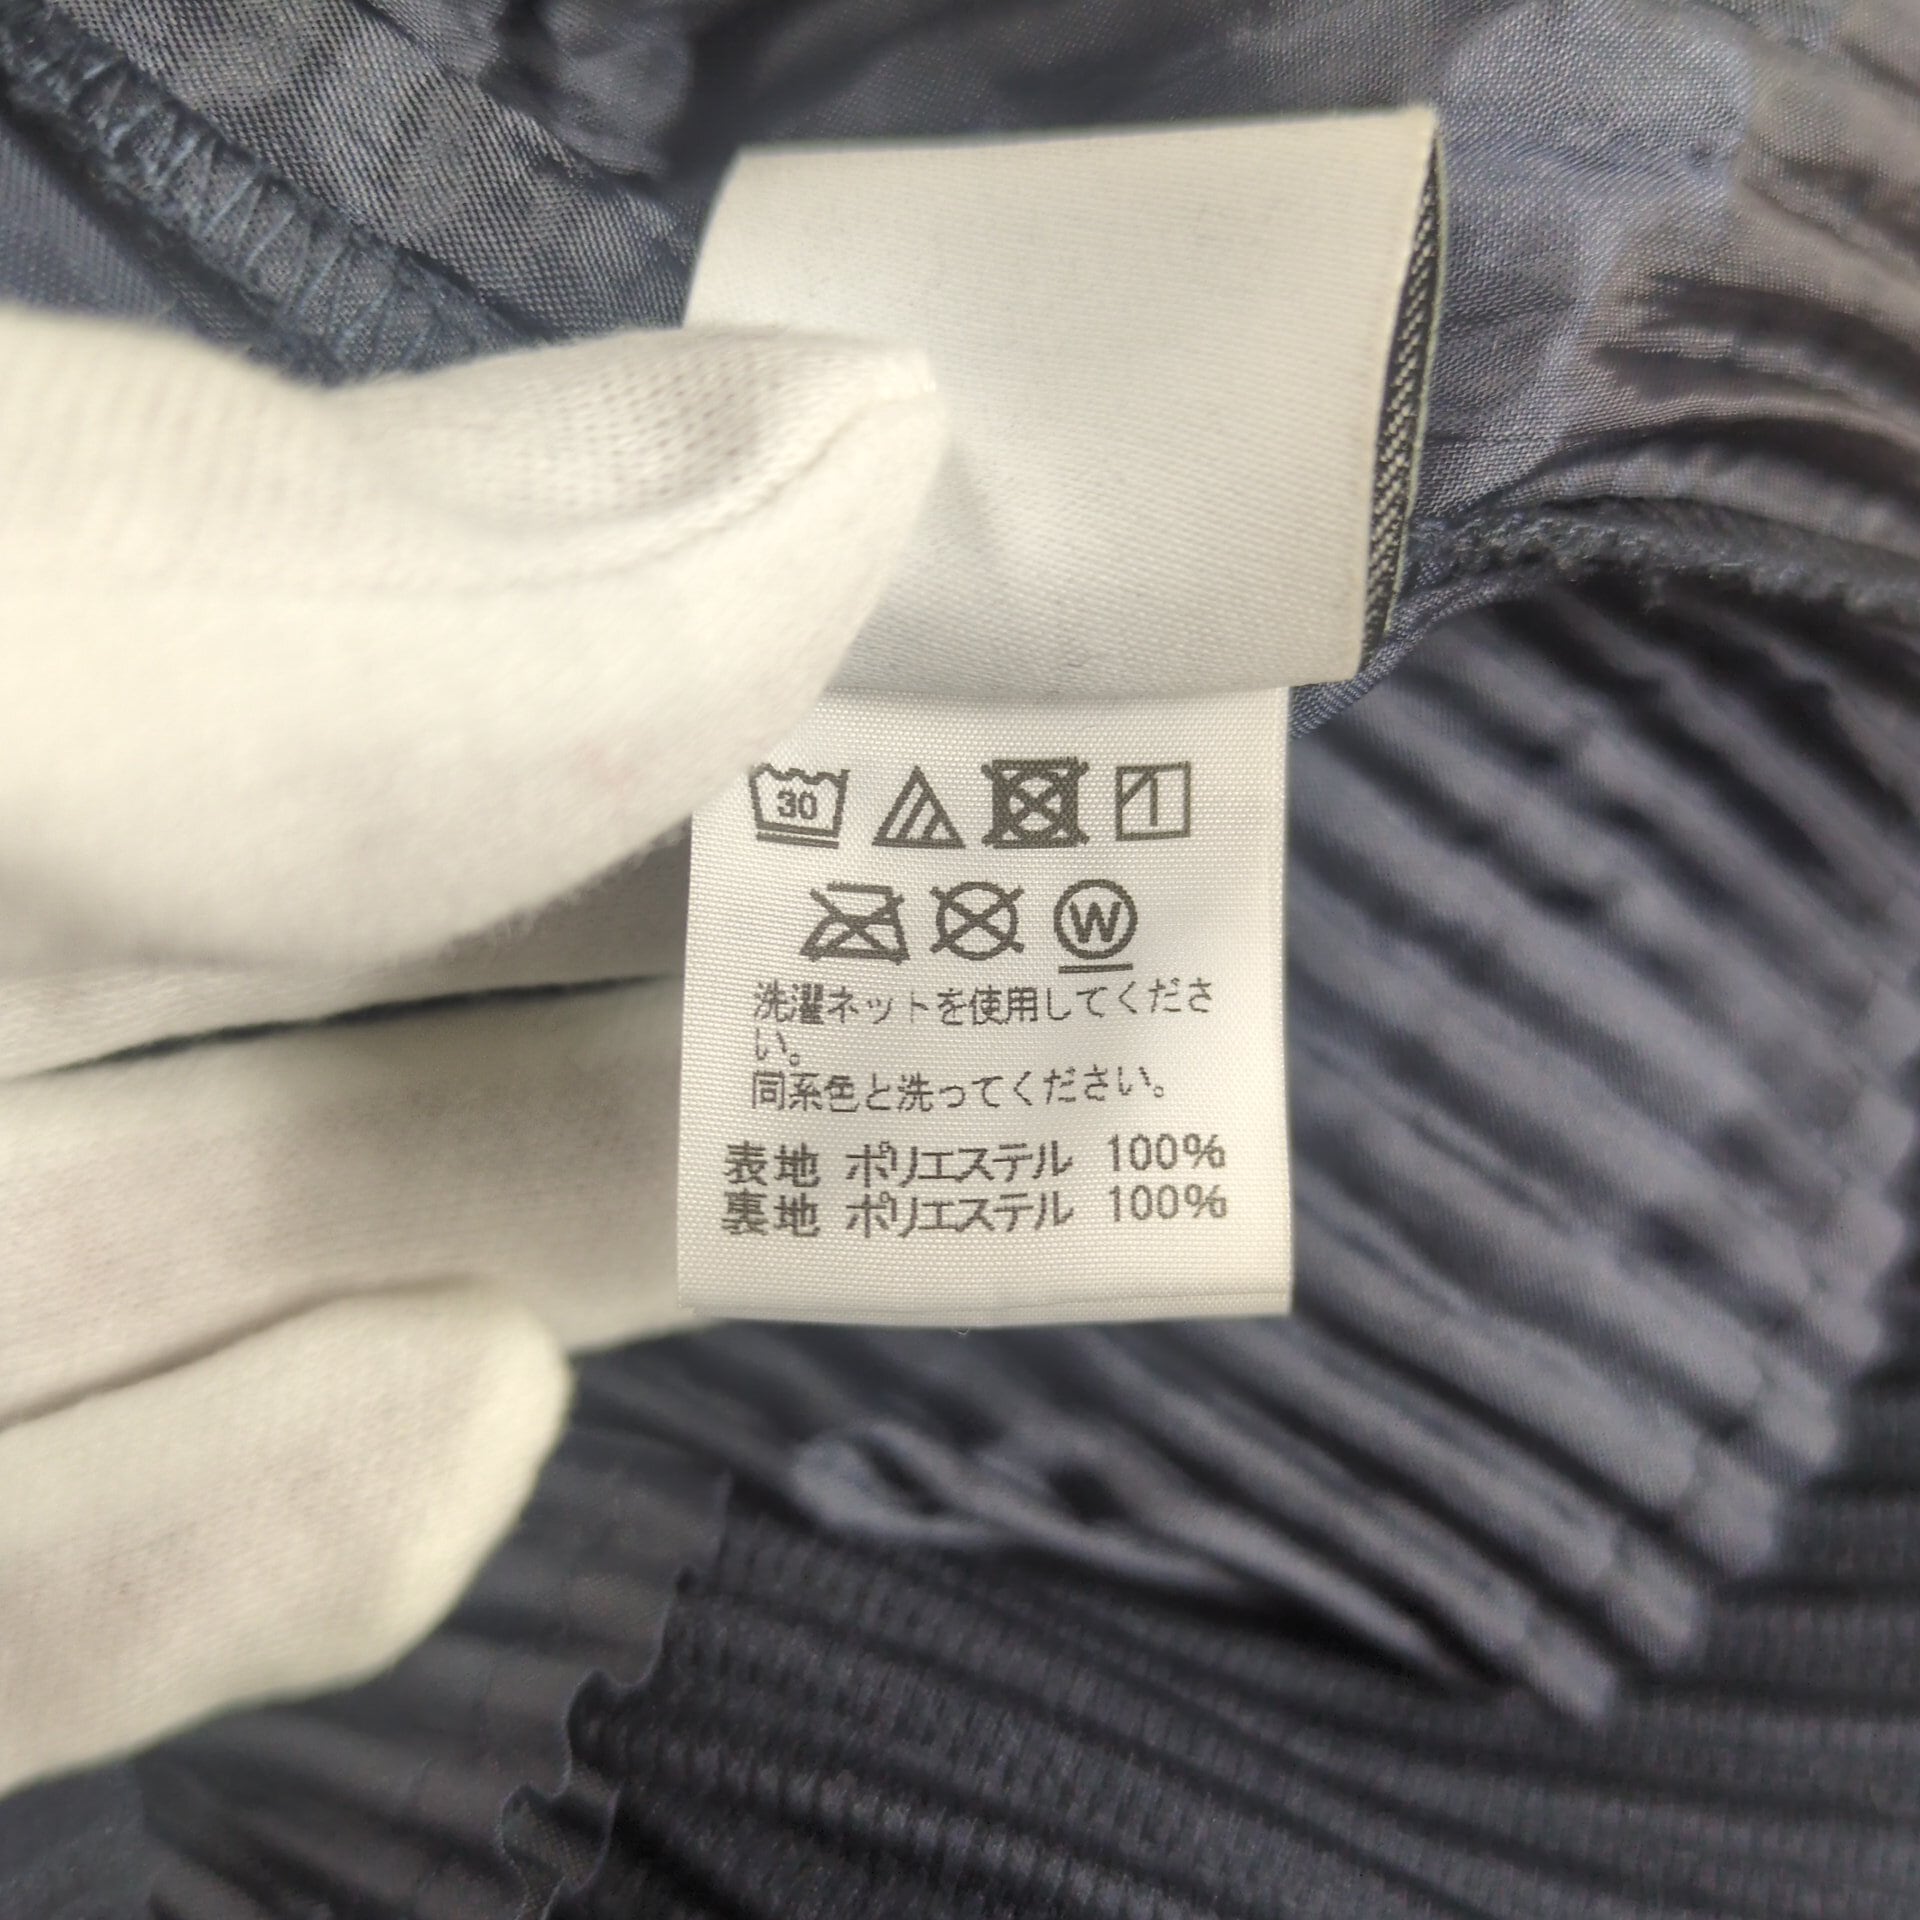 30
W
洗濯ネットを使用してくださ
い。
同系色と洗ってください。
表地 ポリエステル 100%
裏地 ポリエステル 100%